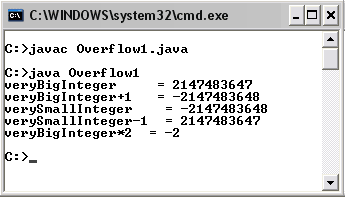 C:\WINDOWS\system32\cmd.exe
C:\>javac Overflow1.java
C:\>java Overflow1
veryBigInteger     = 2147483647
veryBigInteger+1   = -2147483648
verySmallInteger    = -2147483648
verySmallInteger-1  = 2147483647
veryBigInteger*2  = -2
C:\>_